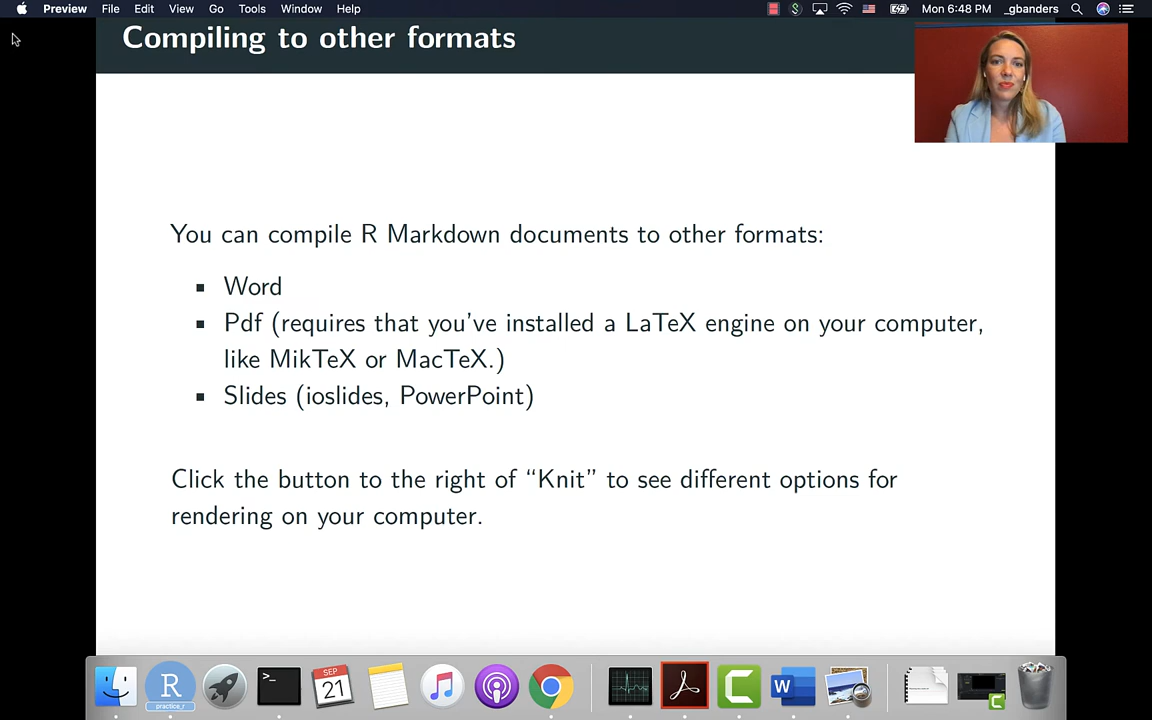 Preview File Edit View Go Tools Window Help Mon 6:48 PM _gbanders
Compiling to other formats
You can compile R Markdown documents to other formats:
▪ Word
▪ Pdf (requires that you’ve installed a LaTeX engine on your computer,
like MikTeX or MacTeX.)
▪ Slides (ioslides, PowerPoint)
Click the button to the right of “Knit” to see different options for
rendering on your computer.
R
practice_r
>_
SEP
21
C
W
C